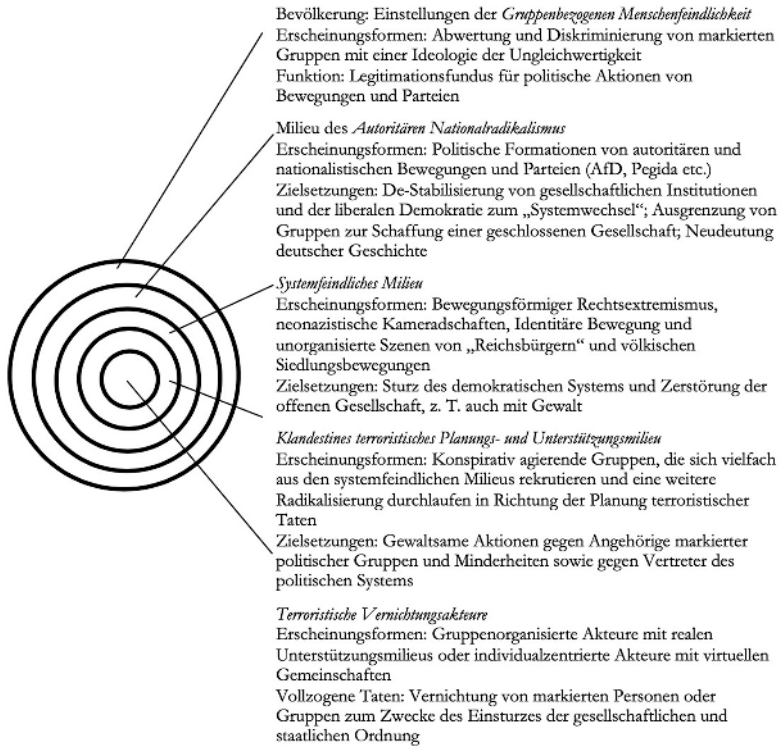 Bevölkerung: Einstellungen der Gruppenbezogenen Menschenfeindlichkeit
Erscheinungsformen: Abwertung und Diskriminierung von markierten
Gruppen mit einer Ideologie der Ungleichwertigkeit
Funktion: Legitimationsfundus für politische Aktionen von
Bewegungen und Parteien
Milieu des Autoritären Nationalradikalismus
Erscheinungsformen: Politische Formationen von autoritären und
nationalistischen Bewegungen und Parteien (AfD, Pegida etc.)
Zielsetzungen: De-Stabilisierung von gesellschaftlichen Institutionen
und der liberalen Demokratie zum „Systemwechsel“; Ausgrenzung von
Gruppen zur Schaffung einer geschlossenen Gesellschaft; Neudeutung
deutscher Geschichte
Systemfeindliches Milieu
Erscheinungsformen: Bewegungsförmiger Rechtsextremismus,
neonazistische Kameradschaften, Identitäre Bewegung und
unorganisierte Szenen von „Reichsbürgern“ und völkischen
Siedlungsbewegungen
Zielsetzungen: Sturz des demokratischen Systems und Zerstörung der
offenen Gesellschaft, z. T. auch mit Gewalt
Klandestines terroristisches Planungs- und Unterstützungsmilieu
Erscheinungsformen: Konspirativ agierende Gruppen, die sich vielfach
aus den systemfeindlichen Milieus rekrutieren und eine weitere
Radikalisierung durchlaufen in Richtung der Planung terroristischer
Taten
Zielsetzungen: Gewaltsame Aktionen gegen Angehörige markierter
politischer Gruppen und Minderheiten sowie gegen Vertreter des
politischen Systems
Terroristische Vernichtungsakteure
Erscheinungsformen: Gruppenorganisierte Akteure mit realen
Unterstützungsmilieus oder individualzentrierte Akteure mit virtuellen
Gemeinschaften
Vollzogene Taten: Vernichtung von markierten Personen oder
Gruppen zum Zwecke des Einsturzes der gesellschaftlichen und
staatlichen Ordnung